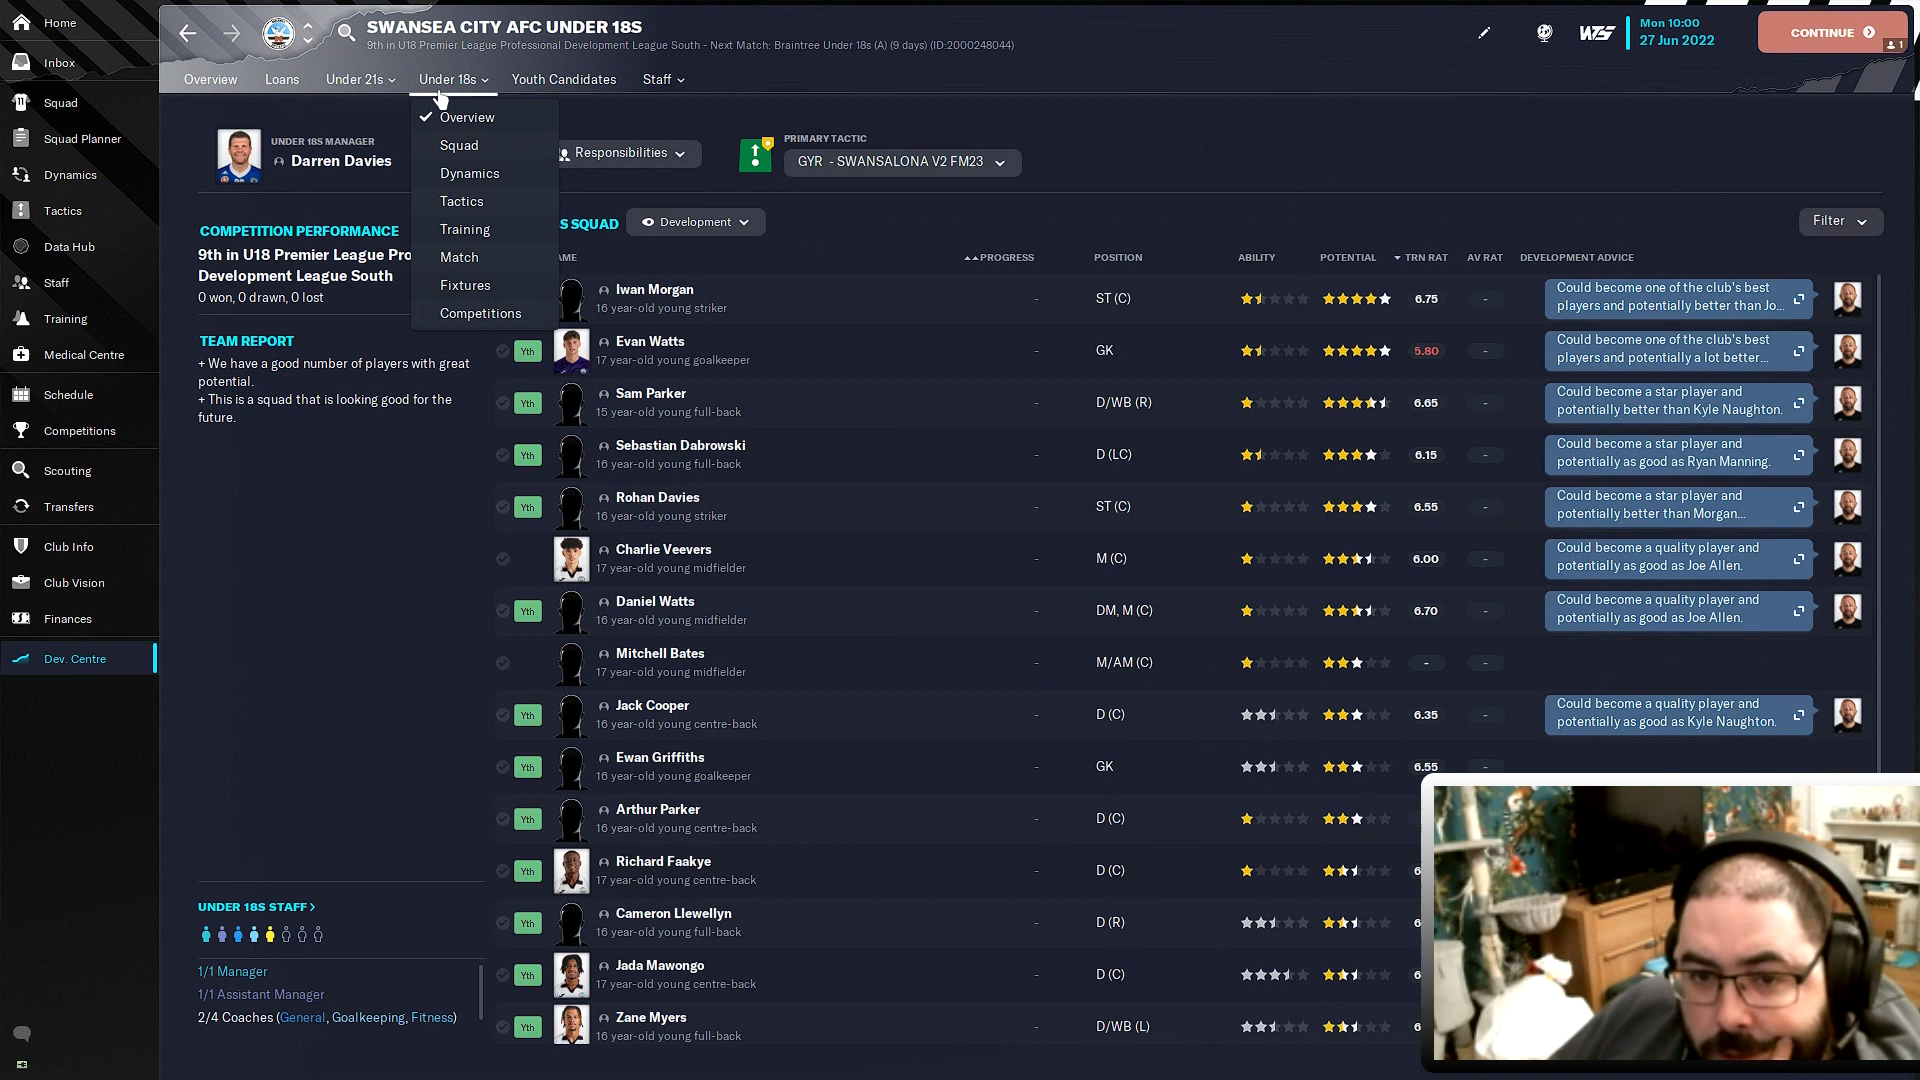 Home
Inbox
Squad
Squad Planner
Dynamics
Tactics
Data Hub
Staff
Training
Medical Centre
Schedule
Competitions
Scouting
Transfers
Club Info
Club Vision
Finances
Dev. Centre
SWANSEA CITY AFC UNDER 18S
9th in U18 Premier League Professional Development League South - Next Match: Braintree Under 18s (A) (9 days) (ID:2000248044)
Mon 10:00
27 Jun 2022
CONTINUE
1
Overview Loans Under 21s Under 18s Youth Candidates Staff
Overview
Squad
Dynamics
Tactics
Training
Match
Fixtures
Competitions
UNDER 18S MANAGER
Darren Davies
Responsibilities
PRIMARY TACTIC
GYR - SWANSALONA V2 FM23
COMPETITION PERFORMANCE
9th in U18 Premier League Pro
Development League South
0 won, 0 drawn, 0 lost
TEAM REPORT
+ We have a good number of players with great
potential.
+ This is a squad that is looking good for the
future.
UNDER 18S STAFF
1/1 Manager
1/1 Assistant Manager
2/4 Coaches (General, Goalkeeping, Fitness)
S SQUAD
Development
Filter
AME PROGRESS POSITION ABILITY POTENTIAL TRN RAT AV RAT DEVELOPMENT ADVICE
Iwan Morgan
16 year-old young striker
- ST (C) 6.75 -
Could become one of the club's best
players and potentially better than Jo...
Yth
Evan Watts
17 year-old young goalkeeper
- GK 5.80 -
Could become one of the club's best
players and potentially a lot better...
Yth
Sam Parker
15 year-old young full-back
- D/WB (R) 6.65 -
Could become a star player and
potentially better than Kyle Naughton.
Yth
Sebastian Dabrowski
16 year-old young full-back
- D (LC) 6.15 -
Could become a star player and
potentially as good as Ryan Manning.
Yth
Rohan Davies
16 year-old young striker
- ST (C) 6.55 -
Could become a star player and
potentially better than Morgan...
Charlie Veevers
17 year-old young midfielder
- M (C) 6.00 -
Could become a quality player and
potentially as good as Joe Allen.
Yth
Daniel Watts
16 year-old young midfielder
- DM, M (C) 6.70 -
Could become a quality player and
potentially as good as Joe Allen.
Mitchell Bates
17 year-old young midfielder
- M/AM (C) - -
Yth
Jack Cooper
16 year-old young centre-back
- D (C) 6.35 -
Could become a quality player and
potentially as good as Kyle Naughton.
Yth
Ewan Griffiths
16 year-old young goalkeeper
- GK 6.55 -
Yth
Arthur Parker
16 year-old young centre-back
- D (C)
Yth
Richard Faakye
17 year-old young centre-back
- D (C) 6
Yth
Cameron Llewellyn
16 year-old young full-back
- D (R) 6
Yth
Jada Mawongo
17 year-old young centre-back
- D (C) 6
Yth
Zane Myers
16 year-old young full-back
- D/WB (L) 6